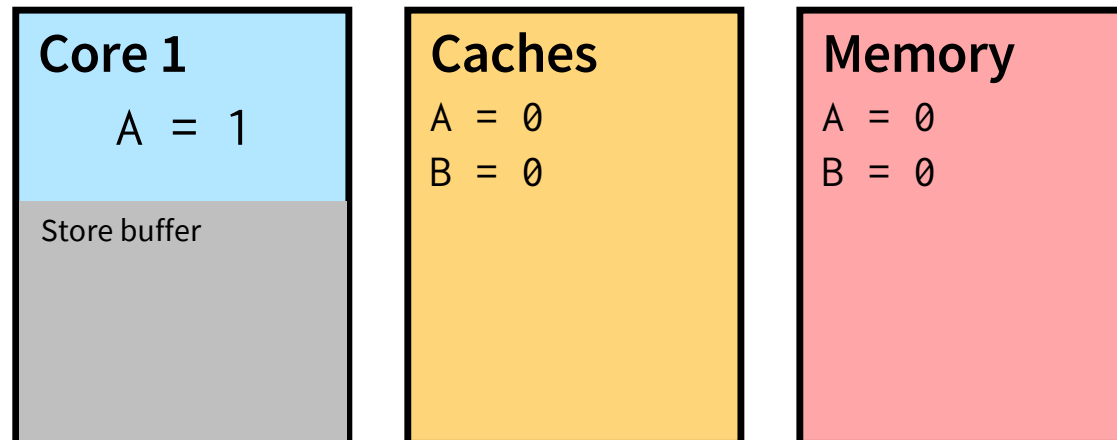 Core 1
A = 1
Store buffer
Caches
A = 0
B = 0
Memory
A = 0
B = 0